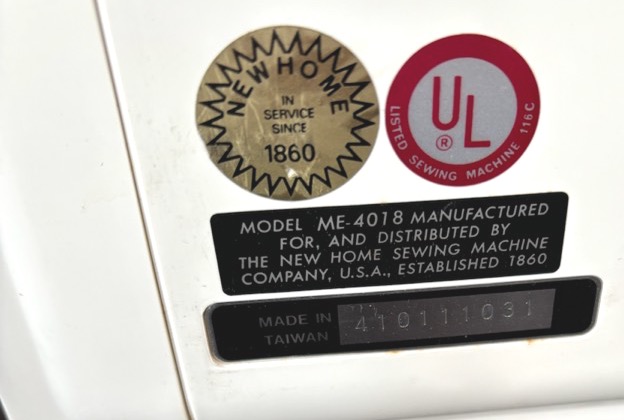 NEW HOME
IN
SERVICE
SINCE
1860
UL
®
LISTED SEWING MACHINE 116C
MODEL ME-4018 MANUFACTURED
FOR, AND DISTRIBUTED BY
THE NEW HOME SEWING MACHINE
COMPANY, U.S.A., ESTABLISHED 1860
MADE IN
TAIWAN
410111031